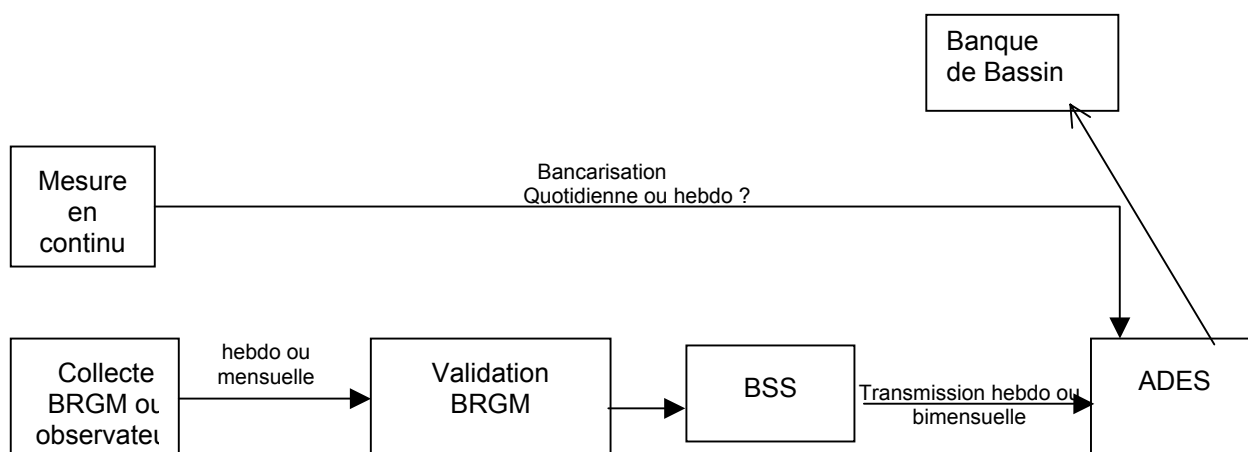 Banque
de Bassin
Mesure
en
continu
Bancarisation
Quotidienne ou hebdo ?
Collecte
BRGM ou
observateu
hebdo ou
mensuelle
Validation
BRGM
BSS
Transmission hebdo ou
bimensuelle
ADES